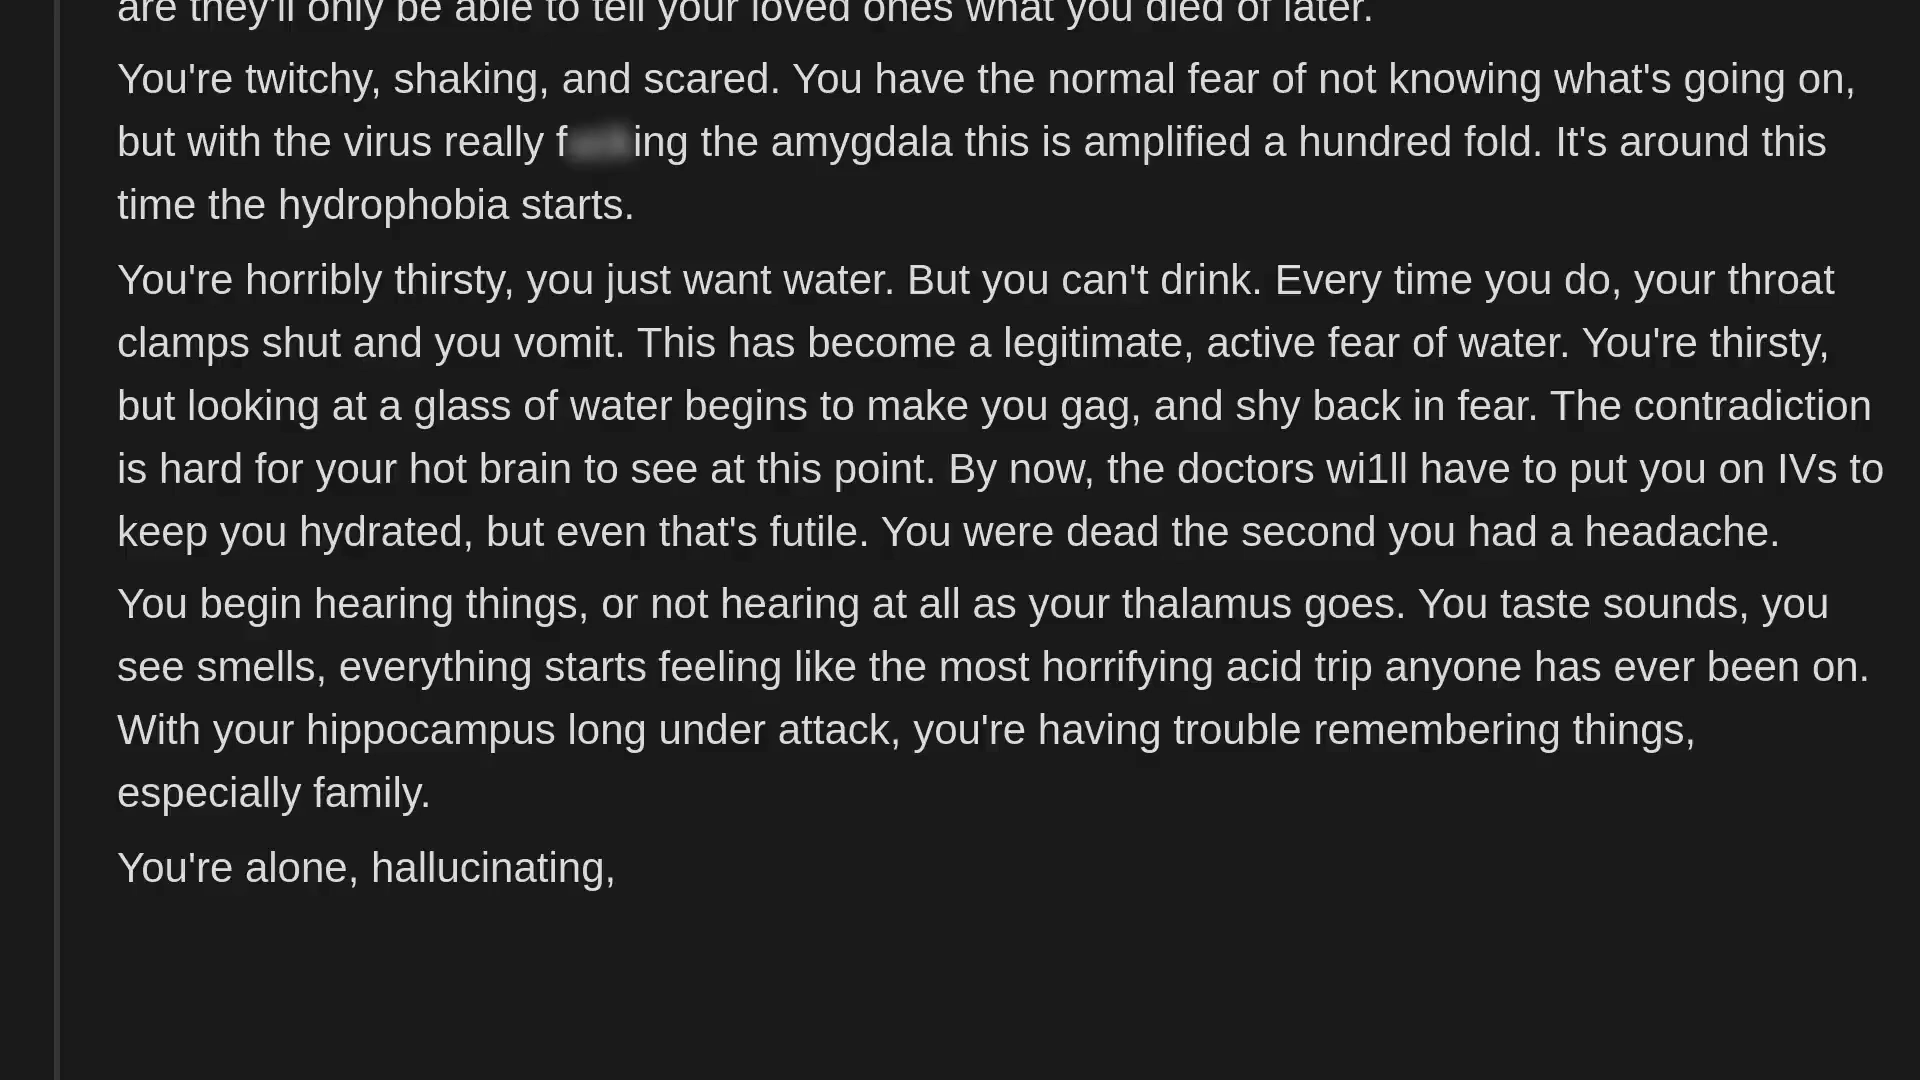 are they'll only be able to tell your loved ones what you died of later.
You're twitchy, shaking, and scared. You have the normal fear of not knowing what's going on,
but with the virus really f ing the amygdala this is amplified a hundred fold. It's around this
time the hydrophobia starts.
You're horribly thirsty, you just want water. But you can't drink. Every time you do, your throat
clamps shut and you vomit. This has become a legitimate, active fear of water. You're thirsty,
but looking at a glass of water begins to make you gag, and shy back in fear. The contradiction
is hard for your hot brain to see at this point. By now, the doctors wi1ll have to put you on IVs to
keep you hydrated, but even that's futile. You were dead the second you had a headache.
You begin hearing things, or not hearing at all as your thalamus goes. You taste sounds, you
see smells, everything starts feeling like the most horrifying acid trip anyone has ever been on.
With your hippocampus long under attack, you're having trouble remembering things,
especially family.
You're alone, hallucinating,